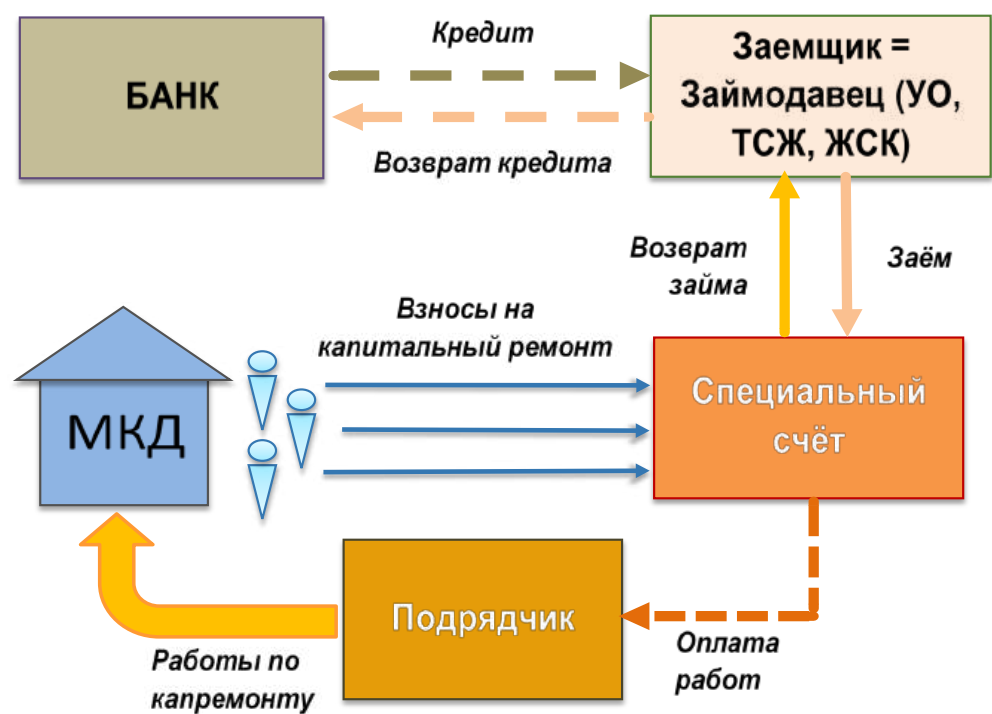 Кредит
БАНК
Заемщик =
Займодавец (УО,
ТСЖ, ЖСК)
Возврат кредита
Возврат
займа
Заём
Взносы на
капитальный ремонт
МКД
Специальный
счёт
Подрядчик
Оплата
работ
Работы по
капремонту